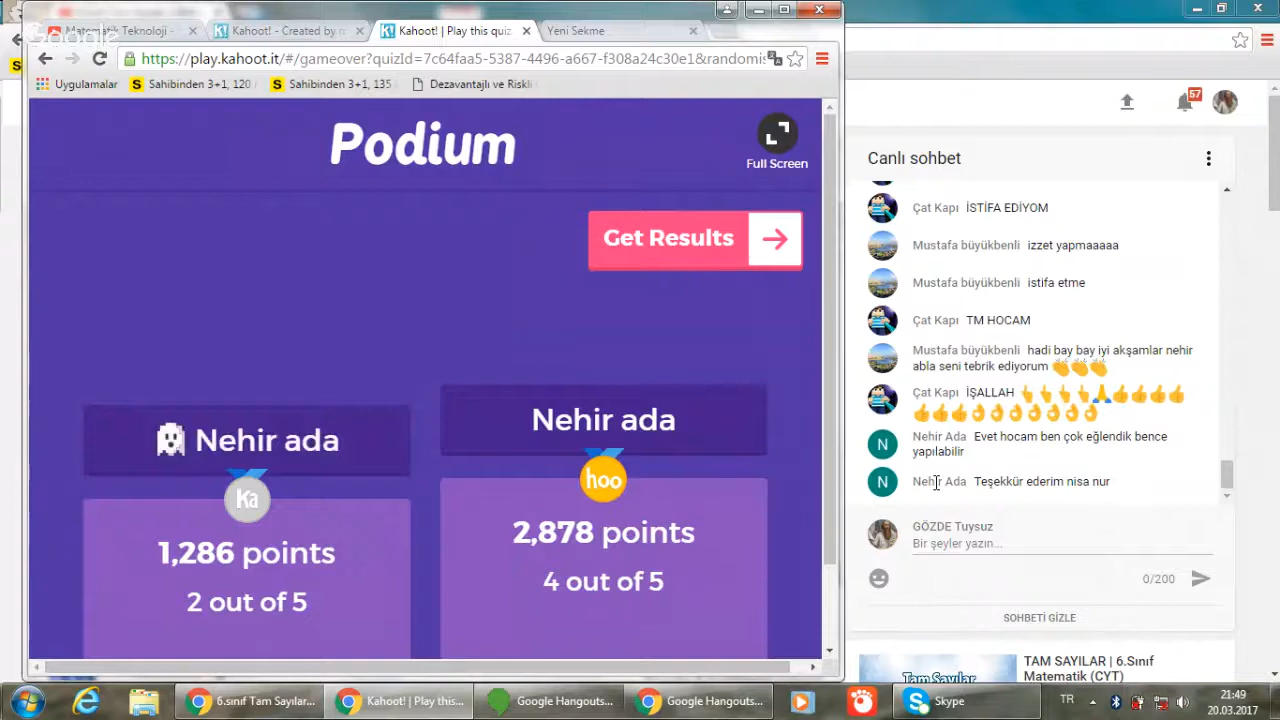 Google
Matematik Teknoloji -
Kahoot! - Created by
Kahoot! | Play this quiz
Yeni Sekme
https://play.kahoot.it/#/gameover?quizId=7c64faa5-5387-4496-a667-f308a24c30e1&randomis
Uygulamalar
Sahibinden 3+1, 120
Sahibinden 3+1, 135
Dezavantajlı ve Riskli
Podium
Full Screen
Get Results
Nehir ada
Ka
1,286 points
2 out of 5
Nehir ada
hoo
2,878 points
4 out of 5
57
Canlı sohbet
Çat Kapı İSTİFA EDİYOM
Mustafa büyükbenli izzet yapmaaaaa
Mustafa büyükbenli istifa etme
Çat Kapı TM HOCAM
Mustafa büyükbenli hadi bay bay iyi akşamlar nehir
abla seni tebrik ediyorum 👏👏👏
Çat Kapı İŞALLAH 👆👆👆👆🙏👍👍👍👍
👍👍👍👌👌👌👌👌👌👌
N
Nehir Ada Evet hocam ben çok eğlendik bence
yapılabilir
N
Nehir Ada Teşekkür ederim nisa nur
GÖZDE Tuysuz
Bir şeyler yazın...
0/200
SOHBETİ GİZLE
Tam Sayılar
TAM SAYILAR | 6.Sınıf
Matematik (CYT)
6.sınıf Tam Sayılar...
Kahoot! | Play this...
Google Hangouts...
Google Hangouts...
Skype
TR
21:49
20.03.2017